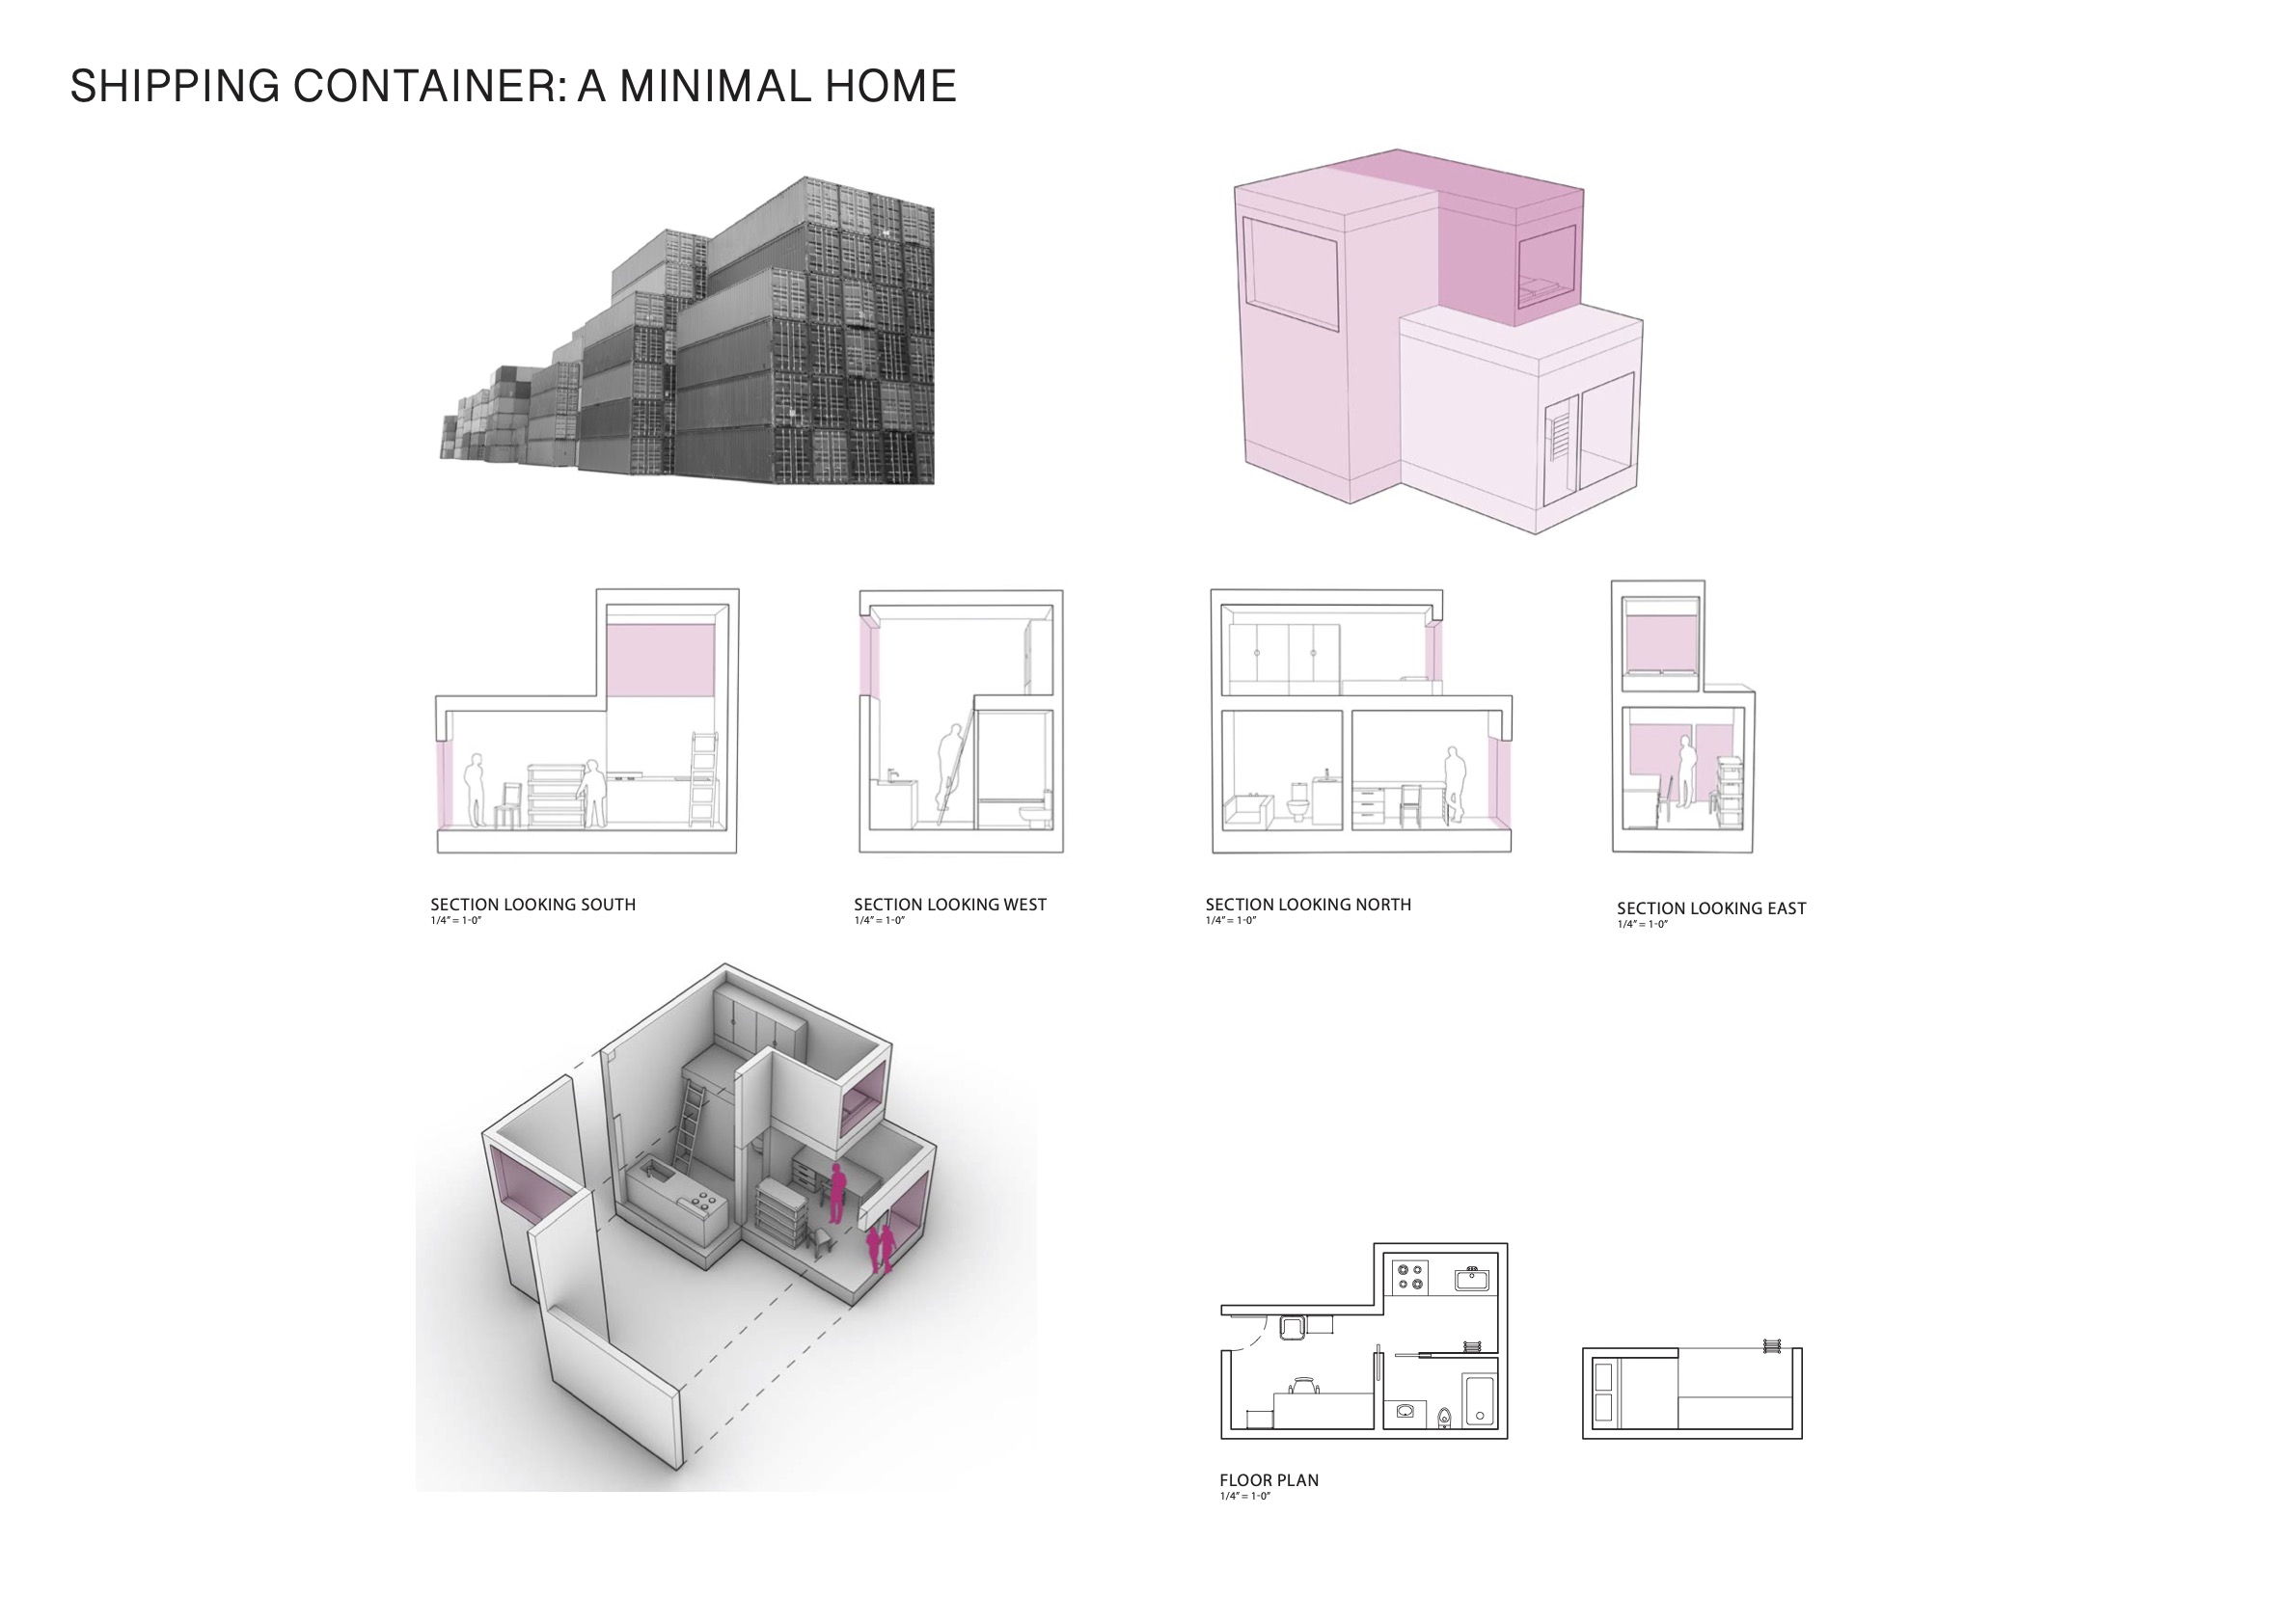 SHIPPING CONTAINER: A MINIMAL HOME
SECTION LOOKING SOUTH
1/4" = 1-0"
SECTION LOOKING WEST
1/4" = 1-0"
SECTION LOOKING NORTH
1/4" = 1-0"
SECTION LOOKING EAST
1/4" = 1-0"
FLOOR PLAN
1/4" = 1-0"